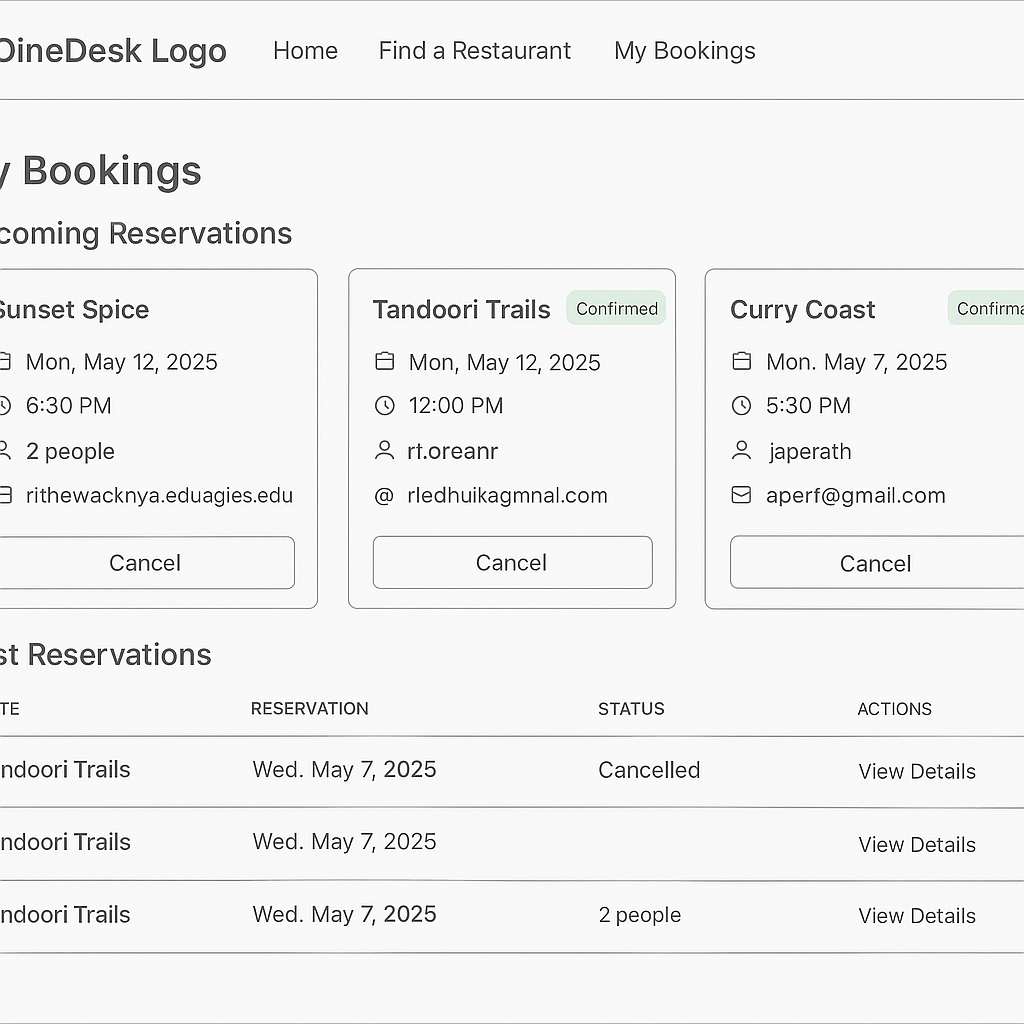 OineDesk Logo Home Find a Restaurant My Bookings
y Bookings
coming Reservations
Sunset Spice
Mon, May 12, 2025
6:30 PM
2 people
rithewacknya.eduagies.edu
Cancel
Tandoori Trails Confirmed
Mon, May 12, 2025
12:00 PM
rt.oreanr
@ rledhuikagmnal.com
Cancel
Curry Coast Confirma
Mon. May 7, 2025
5:30 PM
japerath
aperf@gmail.com
Cancel
st Reservations
TE RESERVATION STATUS ACTIONS
ndoori Trails Wed. May 7, 2025 Cancelled View Details
ndoori Trails Wed. May 7, 2025 View Details
ndoori Trails Wed. May 7, 2025 2 people View Details